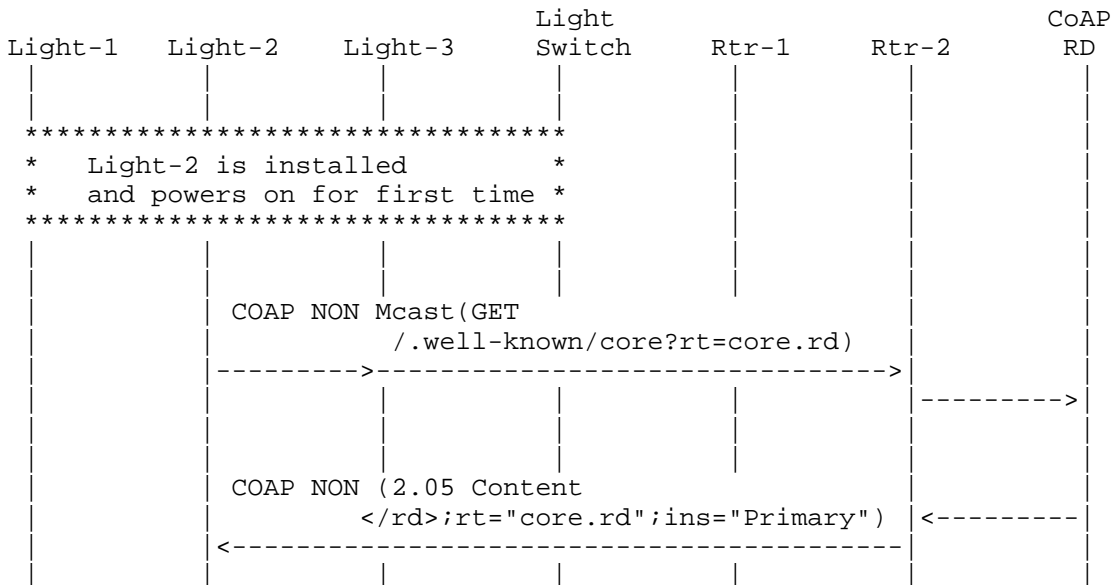 Light CoAP
Light-1 Light-2 Light-3 Switch Rtr-1 Rtr-2 RD
***********************************
* Light-2 is installed *
* and powers on for first time *
***********************************
COAP NON Mcast(GET
/.well-known/core?rt=core.rd)
COAP NON (2.05 Content
</rd>;rt="core.rd";ins="Primary")